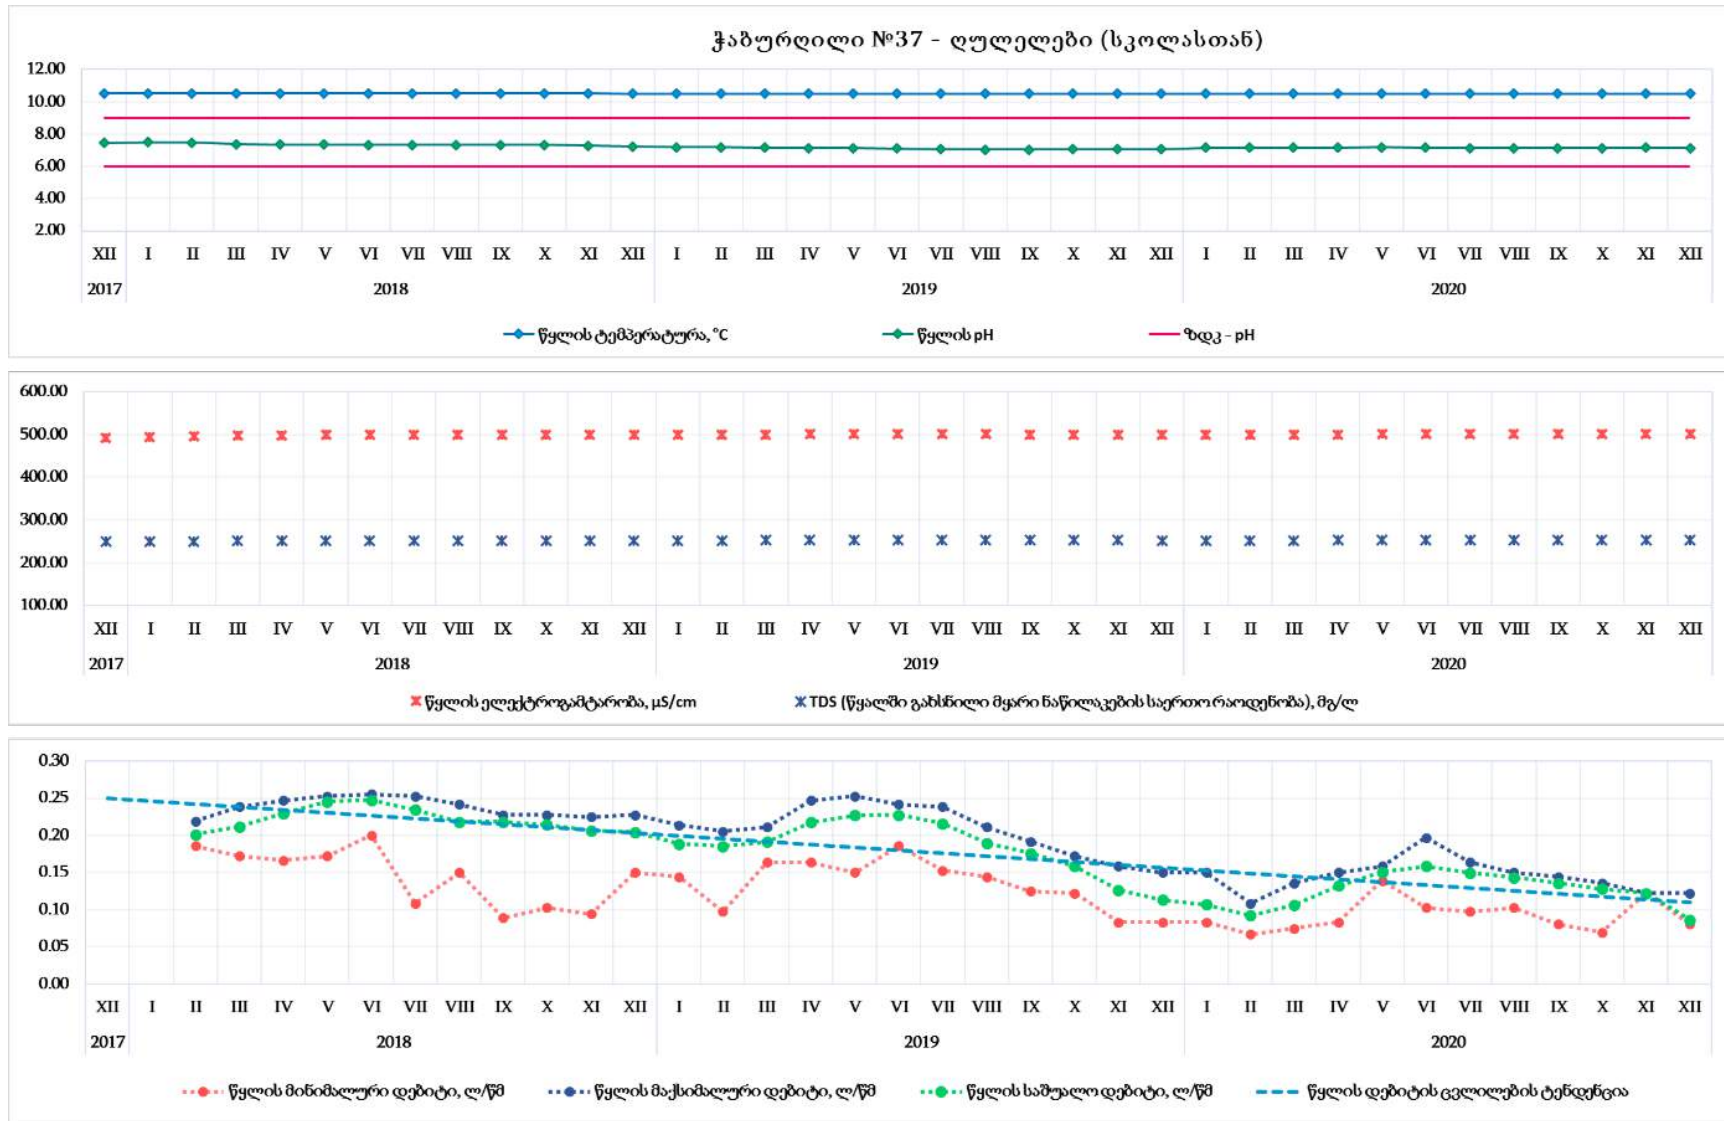 ჭაბურღილი №37 - ღულელები (სკოლასთან)
12.00
10.00
8.00
6.00
4.00
2.00
XII I II III IV V VI VII VIII IX X XI XII I II III IV V VI VII VIII IX X XI XII I II III IV V VI VII VIII IX X XI XII
2017 2018 2019 2020
წყლის ტემპერატურა, °C წყლის pH ზდკ - pH
600.00
500.00
400.00
300.00
200.00
100.00
XII I II III IV V VI VII VIII IX X XI XII I II III IV V VI VII VIII IX X XI XII I II III IV V VI VII VIII IX X XI XII
2017 2018 2019 2020
წყლის ელექტროგამტარობა, µS/cm TDS (წყალში გახსნილი მყარი ნაწილაკების საერთო რაოდენობა), მგ/ლ
0.30
0.25
0.20
0.15
0.10
0.05
0.00
XII I II III IV V VI VII VIII IX X XI XII I II III IV V VI VII VIII IX X XI XII I II III IV V VI VII VIII IX X XI XII
2017 2018 2019 2020
წყლის მინიმალური დებიტი, ლ/წმ წყლის მაქსიმალური დებიტი, ლ/წმ წყლის საშუალო დებიტი, ლ/წმ წყლის დებიტის ცვლილების ტენდენცია